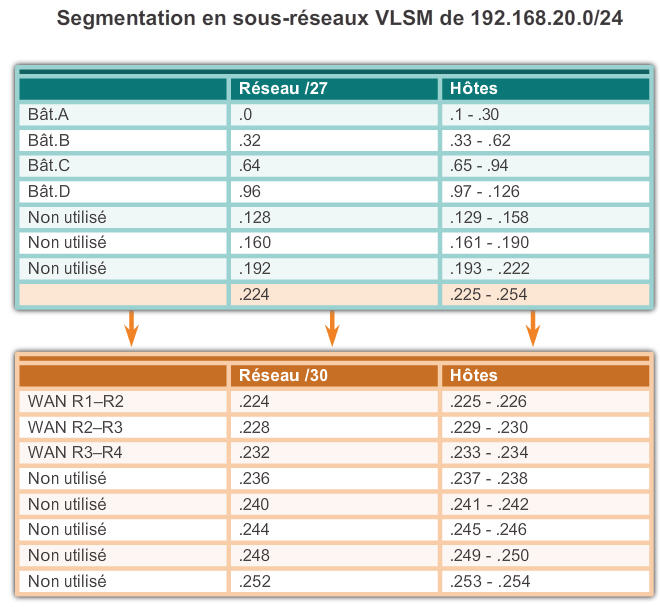 Segmentation en sous-réseaux VLSM de 192.168.20.0/24
Réseau /27 Hôtes
Bât.A .0 .1 - .30
Bât.B .32 .33 - .62
Bât.C .64 .65 - .94
Bât.D .96 .97 - .126
Non utilisé .128 .129 - .158
Non utilisé .160 .161 - .190
Non utilisé .192 .193 - .222
.224 .225 - .254
Réseau /30 Hôtes
WAN R1–R2 .224 .225 - .226
WAN R2–R3 .228 .229 - .230
WAN R3–R4 .232 .233 - .234
Non utilisé .236 .237 - .238
Non utilisé .240 .241 - .242
Non utilisé .244 .245 - .246
Non utilisé .248 .249 - .250
Non utilisé .252 .253 - .254